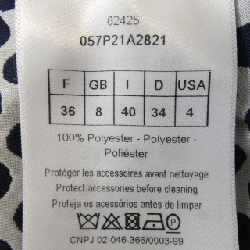 62425
057P21A2821
F GB I D USA
36 8 40 34 4
100% Polyester - Polyester -
Poliéster
Protéger les accessoires avant nettoyage
Protect accessories before cleaning
Proteja os acessórios antes de limpar
CNPJ 02-046-366/0003-99